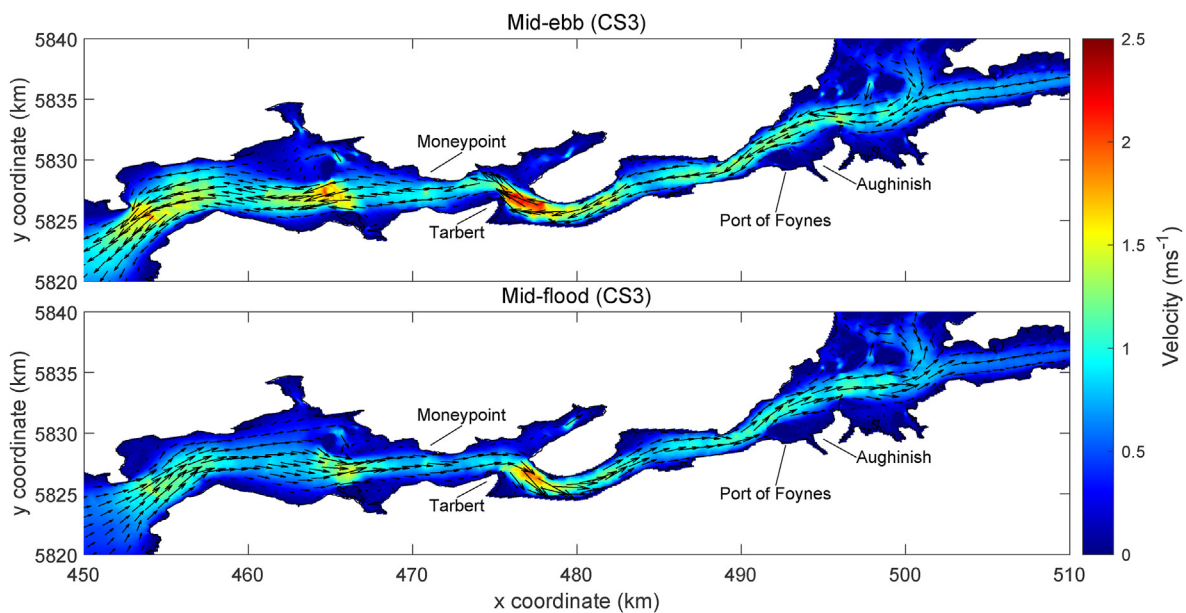 Mid-ebb (CS3)
5840
5835
5830
5825
5820
y coordinate (km)
Moneypoint
Tarbert
Port of Foynes
Aughinish
Mid-flood (CS3)
5840
5835
5830
5825
5820
y coordinate (km)
Moneypoint
Tarbert
Port of Foynes
Aughinish
450 460 470 480 490 500 510
x coordinate (km)
2.5
2
1.5
1
0.5
0
Velocity (ms⁻¹)